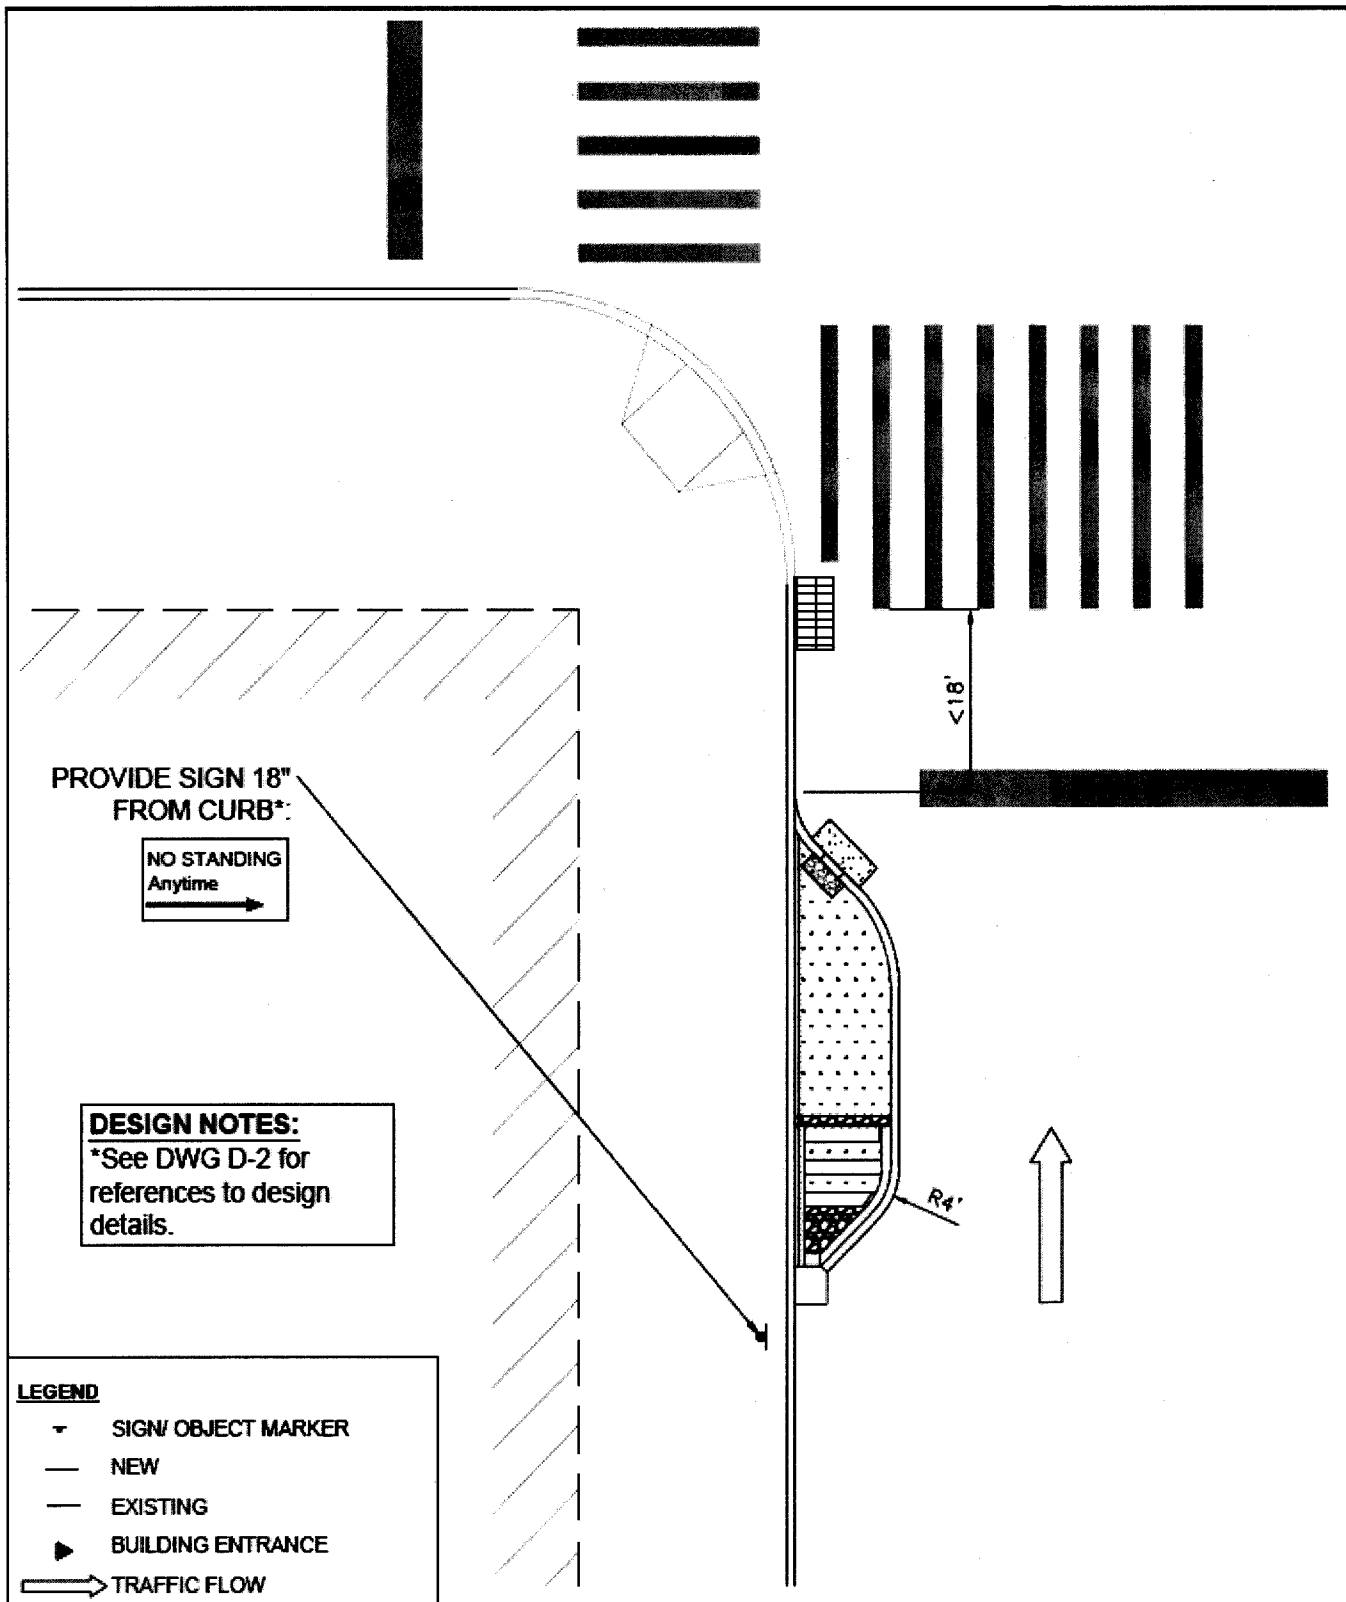 <18'
PROVIDE SIGN 18"
FROM CURB*:
NO STANDING
Anytime
DESIGN NOTES:
*See DWG D-2 for
references to design
details.
R4'
LEGEND
SIGN/ OBJECT MARKER
NEW
EXISTING
BUILDING ENTRANCE
TRAFFIC FLOW